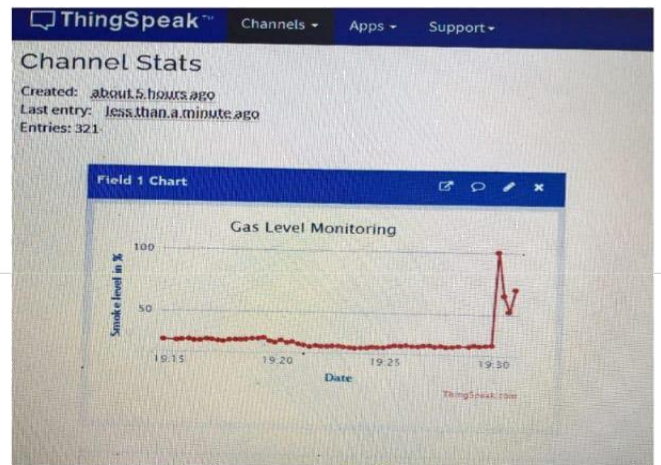 ThingSpeak™ Channels Apps Support
Channel Stats
Created: about 5 hours ago
Last entry: less than a minute ago
Entries: 321
Field 1 Chart
Gas Level Monitoring
100
50
Smoke level in %
19:15 19:20 19:25 19:30
Date
ThingSpeak.com